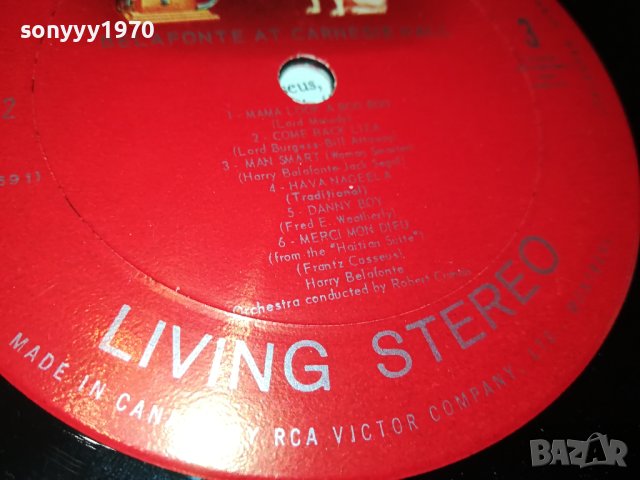 sonyyy1970
BELAFONTE AT CARNEGIE HALL
3
2
691)
1 - MAMA LOOK A BOO BOO
(Lord Melody)
2 - COME BACK LIZA
(Lord Burgess-Bill Attaway)
3 - MAN SMART (Woman Smarter)
(Harry Belafonte-Jack Segal)
4 - HAVA NAGEELA
(Traditional)
5 - DANNY BOY
(Fred E. Weatherly)
6 - MERCI MON DIEU
(from the "Haitian Suite")
(Frantz Casseus)
Harry Belafonte
Orchestra conducted by Robert
LIVING STEREO
MADE IN BY RCA VICTOR COMPANY, LTD.
BAZAR
bg